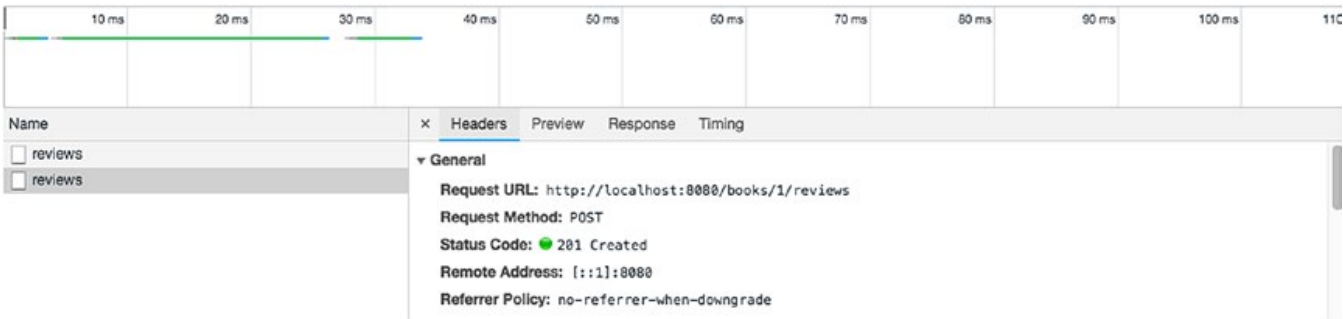 10 ms 20 ms 30 ms 40 ms 50 ms 60 ms 70 ms 80 ms 90 ms 100 ms 110
Name
× Headers Preview Response Timing
reviews
▼ General
reviews
Request URL: http://localhost:8080/books/1/reviews
Request Method: POST
Status Code: 201 Created
Remote Address: [::1]:8080
Referrer Policy: no-referrer-when-downgrade